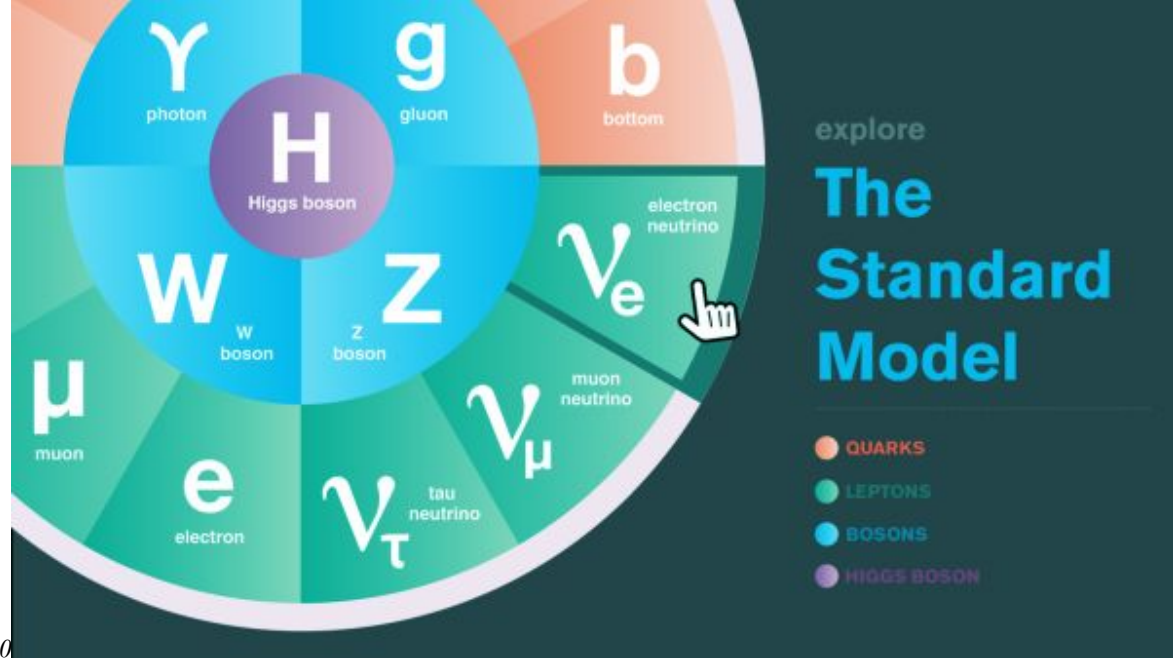 γ
photon
g
gluon
b
bottom
H
Higgs boson
W
W
boson
Z
Z
boson
νe
electron
neutrino
νμ
muon
neutrino
ντ
tau
neutrino
e
electron
μ
muon
explore
The
Standard
Model
QUARKS
LEPTONS
BOSONS
HIGGS BOSON
0